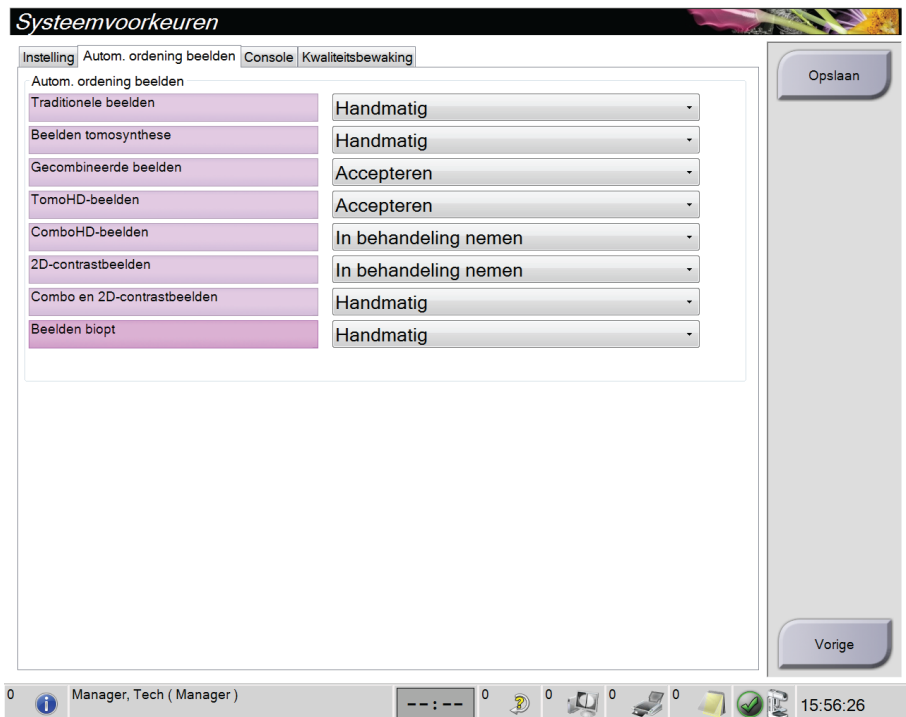 Systeemvoorkeuren
Instelling Autom. ordening beelden Console Kwaliteitsbewaking
Opslaan
Autom. ordening beelden
Traditionele beelden Handmatig
Beelden tomosynthese Handmatig
Gecombineerde beelden Accepteren
TomoHD-beelden Accepteren
ComboHD-beelden In behandeling nemen
2D-contrastbeelden In behandeling nemen
Combo en 2D-contrastbeelden Handmatig
Beelden biopt Handmatig
Vorige
0 Manager, Tech ( Manager ) --:-- 0 0 0 0 15:56:26